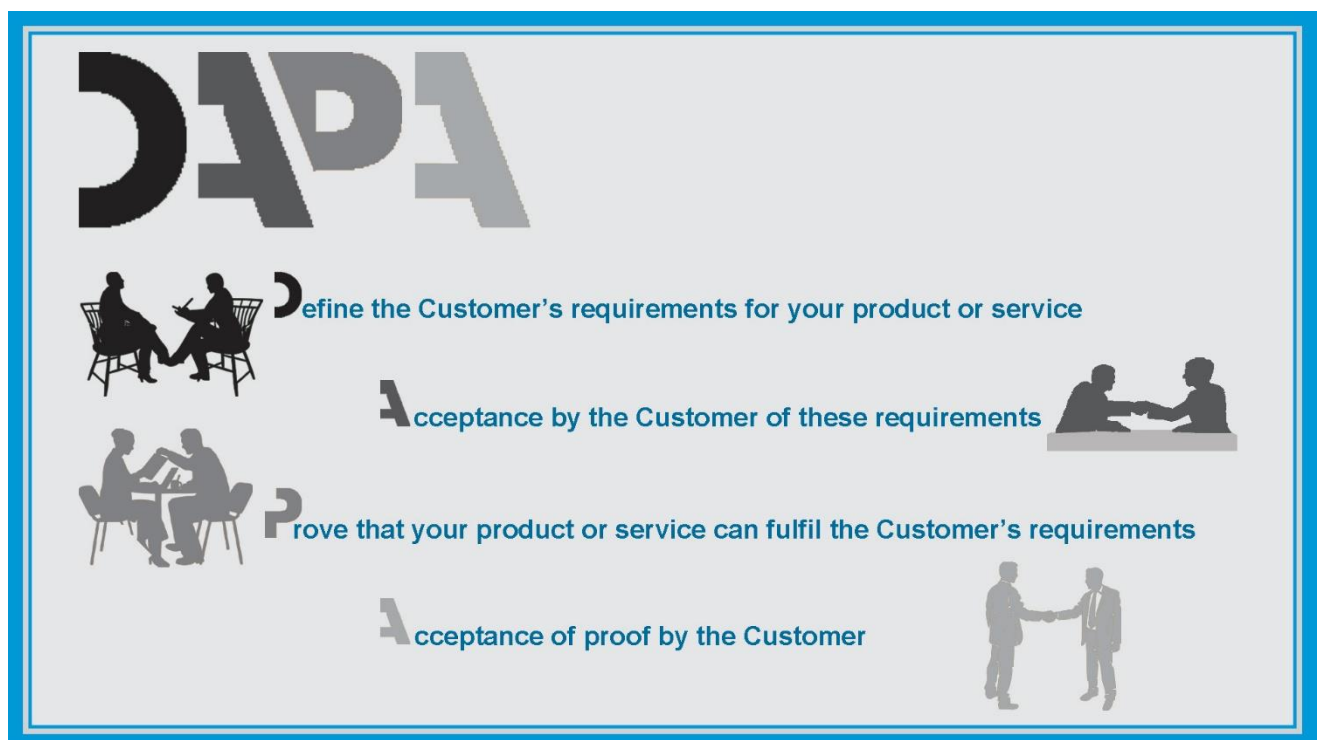 DAPA
Define the Customer’s requirements for your product or service
Acceptance by the Customer of these requirements
Prove that your product or service can fulfil the Customer’s requirements
Acceptance of proof by the Customer